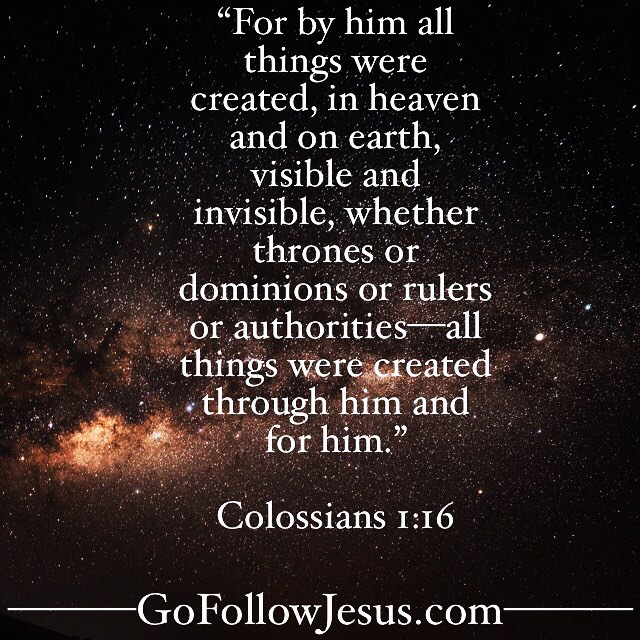 “For by him all
things were
created, in heaven
and on earth,
visible and
invisible, whether
thrones or
dominions or rulers
or authorities—all
things were created
through him and
for him.”
Colossians 1:16
GoFollowJesus.com